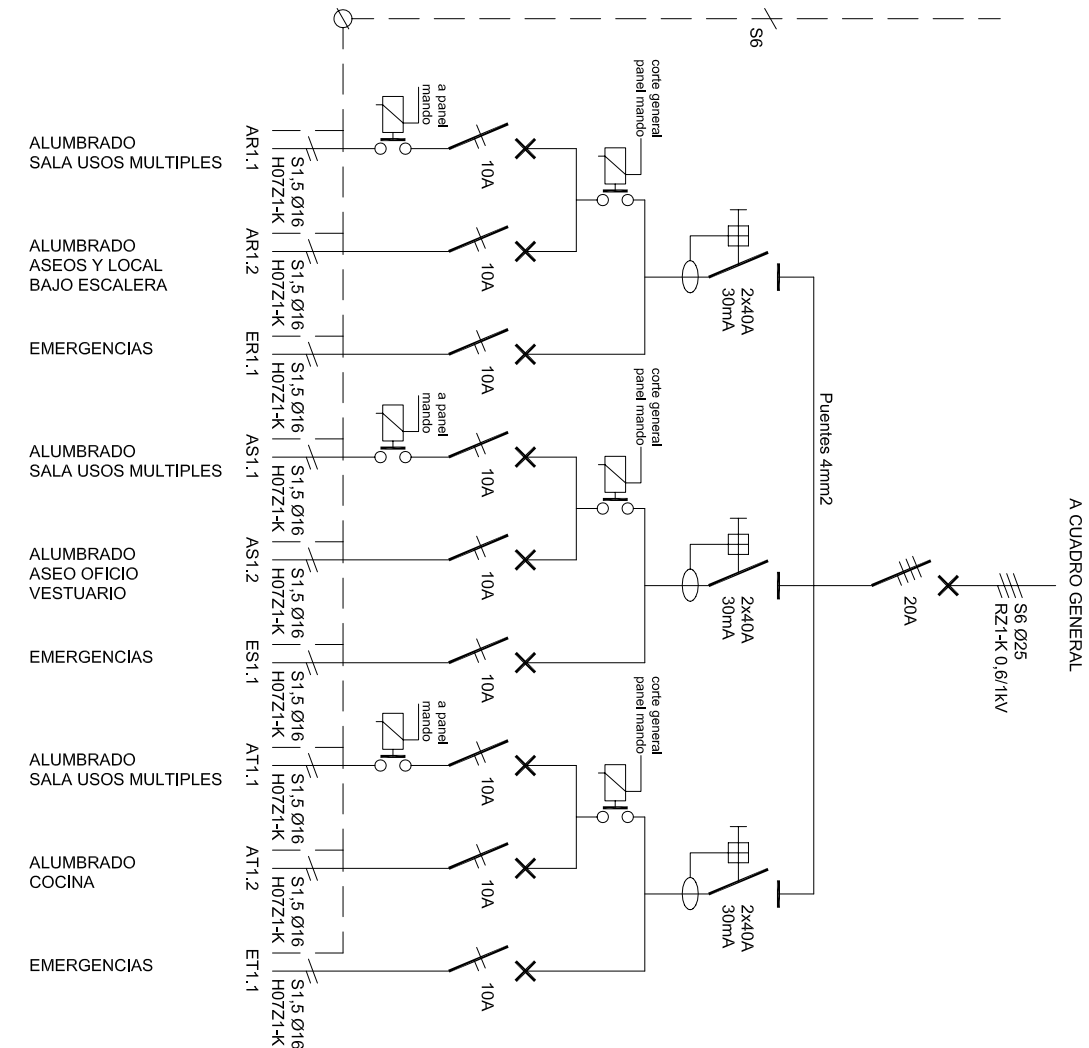 S6
A CUADRO GENERAL
S6 Ø25
RZ1-K 0,6/1kV
20A
Puentes 4mm2
corte general
panel mando
2x40A
30mA
a panel
mando
10A
ALUMBRADO
SALA USOS MULTIPLES
AR1.1
S1,5 Ø16
H07Z1-K
10A
ALUMBRADO
ASEOS Y LOCAL
BAJO ESCALERA
AR1.2
S1,5 Ø16
H07Z1-K
10A
EMERGENCIAS
ER1.1
S1,5 Ø16
H07Z1-K
corte general
panel mando
2x40A
30mA
a panel
mando
10A
ALUMBRADO
SALA USOS MULTIPLES
AS1.1
S1,5 Ø16
H07Z1-K
10A
ALUMBRADO
ASEO OFICIO
VESTUARIO
AS1.2
S1,5 Ø16
H07Z1-K
10A
EMERGENCIAS
ES1.1
S1,5 Ø16
H07Z1-K
corte general
panel mando
2x40A
30mA
a panel
mando
10A
ALUMBRADO
SALA USOS MULTIPLES
AT1.1
S1,5 Ø16
H07Z1-K
10A
ALUMBRADO
COCINA
AT1.2
S1,5 Ø16
H07Z1-K
10A
EMERGENCIAS
ET1.1
S1,5 Ø16
H07Z1-K